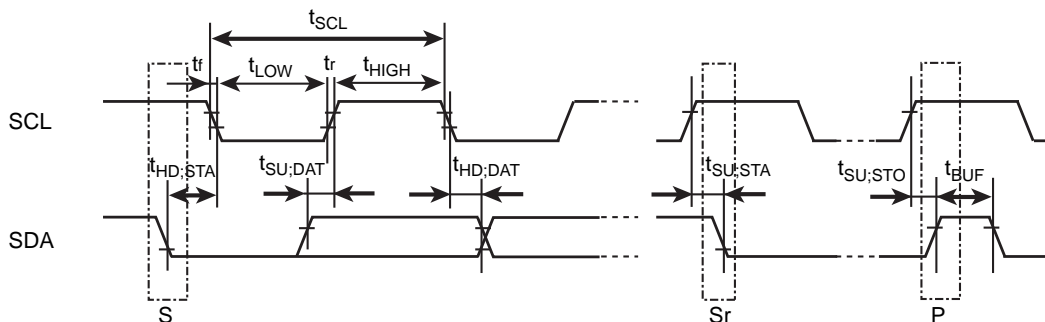 tSCL
tf tLOW tr tHIGH
SCL
tHD;STA tSU;DAT tHD;DAT tSU;STA tSU;STO tBUF
SDA
S Sr P